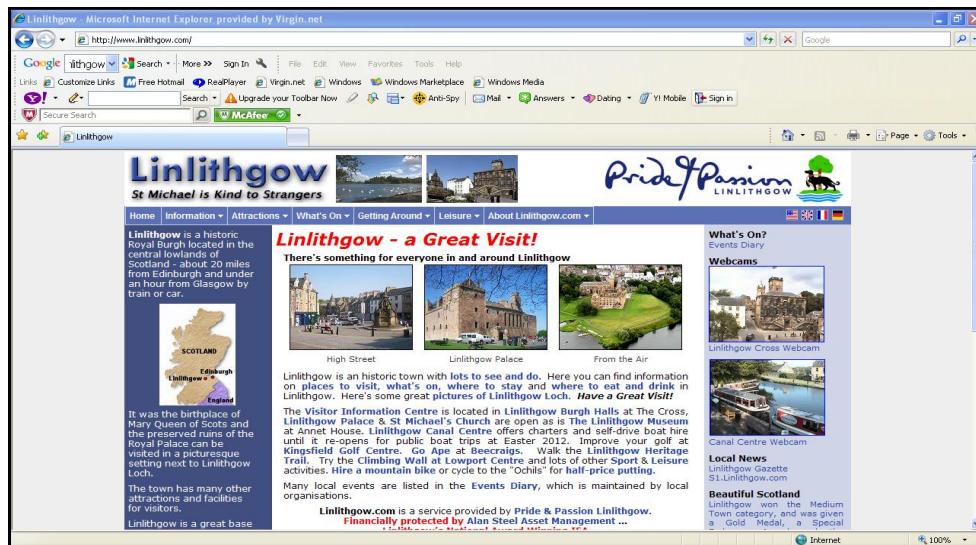 Linlithgow - Microsoft Internet Explorer provided by Virgin.net
http://www.linlithgow.com/
Google
Google
lithgow
Search
More >>
Sign In
File Edit View Favorites Tools Help
Links Customize Links Free Hotmail RealPlayer Virgin.net Windows Windows Marketplace Windows Media
Y!
Search
Upgrade your Toolbar Now
Anti-Spy
Mail
Answers
Dating
Y! Mobile
Sign in
Secure Search
McAfee
Linlithgow
Page
Tools
Linlithgow
St Michael is Kind to Strangers
Pride & Passion
LINLITHGOW
Home Information Attractions What's On Getting Around Leisure About Linlithgow.com
Linlithgow is a historic
Royal Burgh located in the
central lowlands of
Scotland - about 20 miles
from Edinburgh and under
an hour from Glasgow by
train or car.
SCOTLAND
Edinburgh
Linlithgow
England
It was the birthplace of
Mary Queen of Scots and
the preserved ruins of the
Royal Palace can be
visited in a picturesque
setting next to Linlithgow
Loch.
The town has many other
attractions and facilities
for visitors.
Linlithgow is a great base
Linlithgow - a Great Visit!
There's something for everyone in and around Linlithgow
High Street
Linlithgow Palace
From the Air
Linlithgow is an historic town with lots to see and do. Here you can find information
on places to visit, what's on, where to stay and where to eat and drink in
Linlithgow. Here's some great pictures of Linlithgow Loch. Have a Great Visit!
The Visitor Information Centre is located in Linlithgow Burgh Halls at The Cross,
Linlithgow Palace & St Michael's Church are open as is The Linlithgow Museum
at Annet House. Linlithgow Canal Centre offers charters and self-drive boat hire
until it re-opens for public boat trips at Easter 2012. Improve your golf at
Kingsfield Golf Centre. Go Ape at Beecraigs. Walk the Linlithgow Heritage
Trail. Try the Climbing Wall at Lowport Centre and lots of other Sport & Leisure
activities. Hire a mountain bike or cycle to the "Ochils" for half-price putting.
Many local events are listed in the Events Diary, which is maintained by local
organisations.
Linlithgow.com is a service provided by Pride & Passion Linlithgow.
Financially protected by Alan Steel Asset Management ...
Linlithgow's National Award Winning IFA
What's On?
Events Diary
Webcams
Linlithgow Cross Webcam
Canal Centre Webcam
Local News
Linlithgow Gazette
S1.Linlithgow.com
Beautiful Scotland
Linlithgow won the Medium
Town category, and was given
a Gold Medal, a Special
Internet
100%